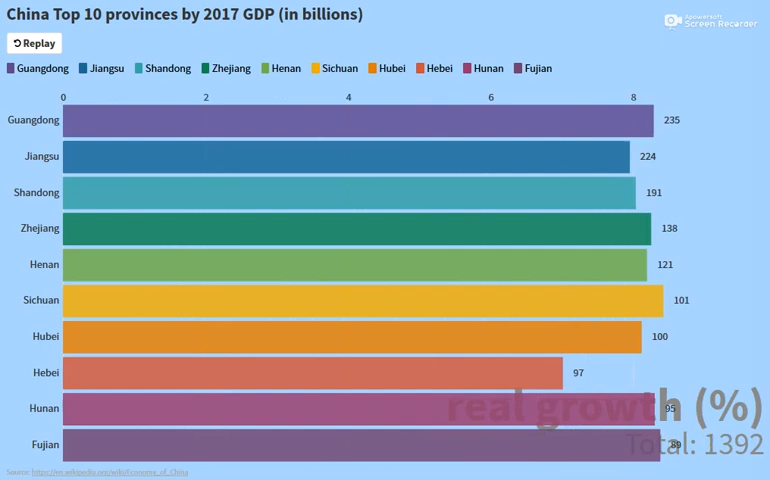 China Top 10 provinces by 2017 GDP (in billions)
Apowersoft
Screen Recorder
Replay
Guangdong Jiangsu Shandong Zhejiang Henan Sichuan Hubei Hebei Hunan Fujian
0 2 4 6 8
Guangdong 235
Jiangsu 224
Shandong 191
Zhejiang 138
Henan 121
Sichuan 101
Hubei 100
Hebei 97
real growth (%)
Hunan 95
Total: 1392
Fujian 89
Source: https://en.wikipedia.org/wiki/Economy_of_China